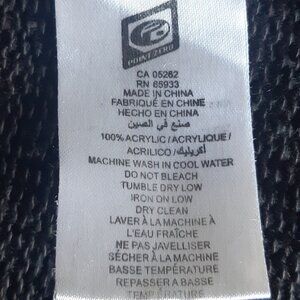 POINT ZERO
CA 05262
RN 65933
MADE IN CHINA
FABRIQUÉ EN CHINE
HECHO EN CHINA
صنع في الصين
100% ACRYLIC / ACRYLIQUE /
ACRILICO / أكريليك
MACHINE WASH IN COOL WATER
DO NOT BLEACH
TUMBLE DRY LOW
IRON ON LOW
DRY CLEAN
LAVER À LA MACHINE À
L'EAU FRAÎCHE
NE PAS JAVELLISER
SÉCHER À LA MACHINE
BASSE TEMPÉRATURE
REPASSER A BASSE
TEMPÉRATURE